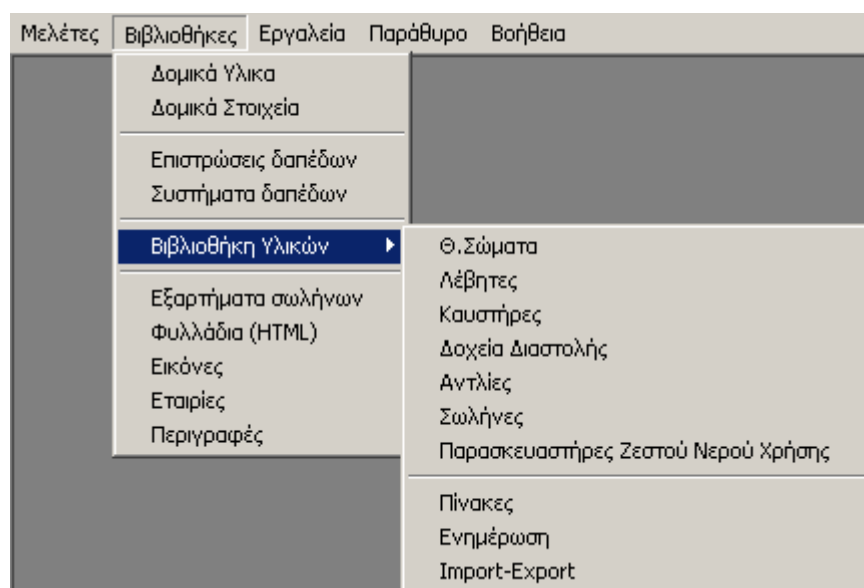 Μελέτες Βιβλιοθήκες Εργαλεία Παράθυρο Βοήθεια
Δομικά Υλικα
Δομικά Στοιχεία
Επιστρώσεις δαπέδων
Συστήματα δαπέδων
Βιβλιοθήκη Υλικών
Εξαρτήματα σωλήνων
Φυλλάδια (HTML)
Εικόνες
Εταιρίες
Περιγραφές
Θ.Σώματα
Λέβητες
Καυστήρες
Δοχεία Διαστολής
Αντλίες
Σωλήνες
Παρασκευαστήρες Ζεστού Νερού Χρήσης
Πίνακες
Ενημέρωση
Import-Export